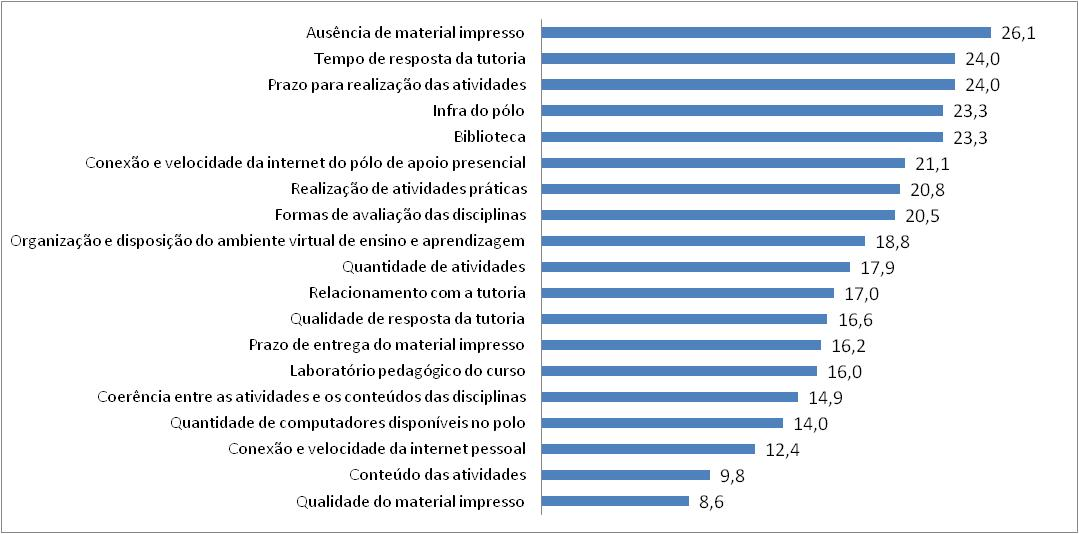 Ausência de material impresso 26,1
Tempo de resposta da tutoria 24,0
Prazo para realização das atividades 24,0
Infra do pólo 23,3
Biblioteca 23,3
Conexão e velocidade da internet do pólo de apoio presencial 21,1
Realização de atividades práticas 20,8
Formas de avaliação das disciplinas 20,5
Organização e disposição do ambiente virtual de ensino e aprendizagem 18,8
Quantidade de atividades 17,9
Relacionamento com a tutoria 17,0
Qualidade de resposta da tutoria 16,6
Prazo de entrega do material impresso 16,2
Laboratório pedagógico do curso 16,0
Coerência entre as atividades e os conteúdos das disciplinas 14,9
Quantidade de computadores disponíveis no polo 14,0
Conexão e velocidade da internet pessoal 12,4
Conteúdo das atividades 9,8
Qualidade do material impresso 8,6